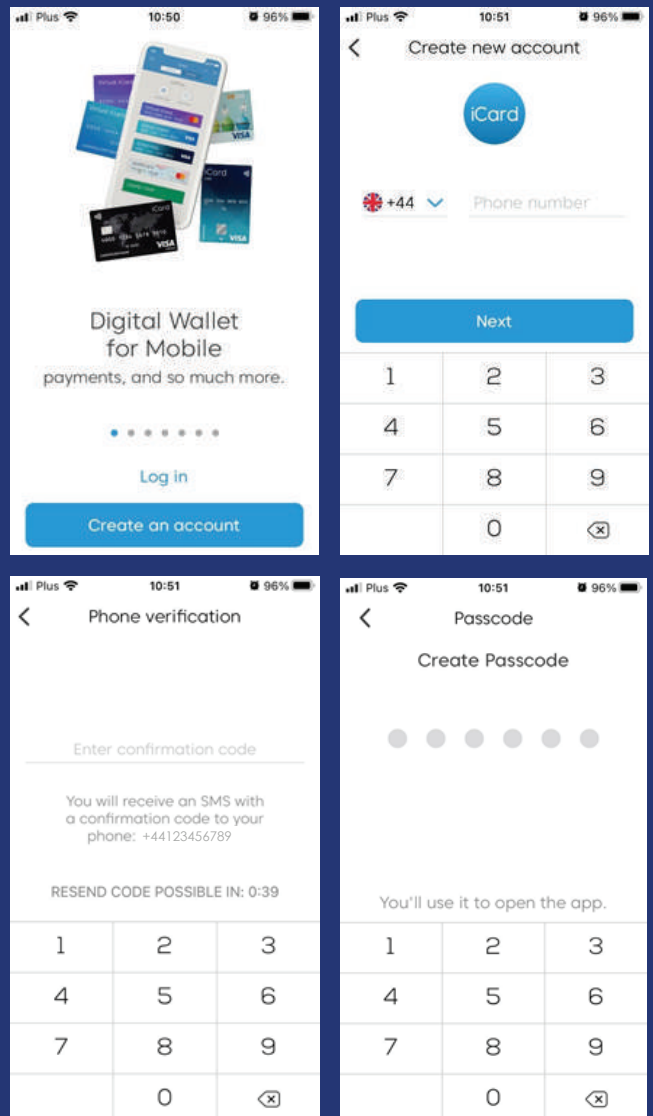 Plus 10:50 96%
iCard
VISA
iCard
VISA
VISA
Digital Wallet
for Mobile
payments, and so much more.
Log in
Create an account
Plus 10:51 96%
Create new account
iCard
+44 Phone number
Next
1 2 3
4 5 6
7 8 9
0
Plus 10:51 96%
Phone verification
Enter confirmation code
You will receive an SMS with
a confirmation code to your
phone: +44123456789
RESEND CODE POSSIBLE IN: 0:39
1 2 3
4 5 6
7 8 9
0
Plus 10:51 96%
Passcode
Create Passcode
You'll use it to open the app.
1 2 3
4 5 6
7 8 9
0